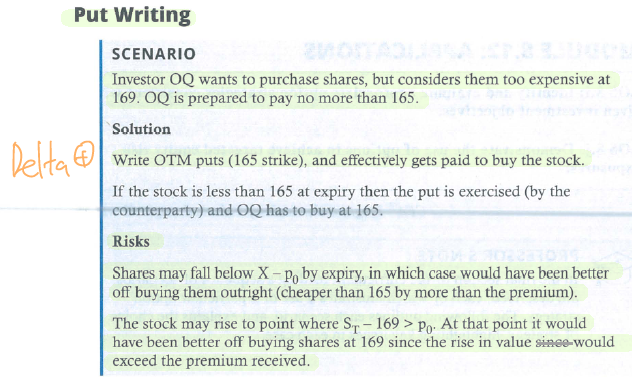 Put Writing
SCENARIO
Investor OQ wants to purchase shares, but considers them too expensive at
169. OQ is prepared to pay no more than 165.
Solution
Delta ⊕
Write OTM puts (165 strike), and effectively gets paid to buy the stock.
If the stock is less than 165 at expiry then the put is exercised (by the
counterparty) and OQ has to buy at 165.
Risks
Shares may fall below X – p₀ by expiry, in which case would have been better
off buying them outright (cheaper than 165 by more than the premium).
The stock may rise to point where S_T – 169 > p₀. At that point it would
have been better off buying shares at 169 since the rise in value since would
exceed the premium received.